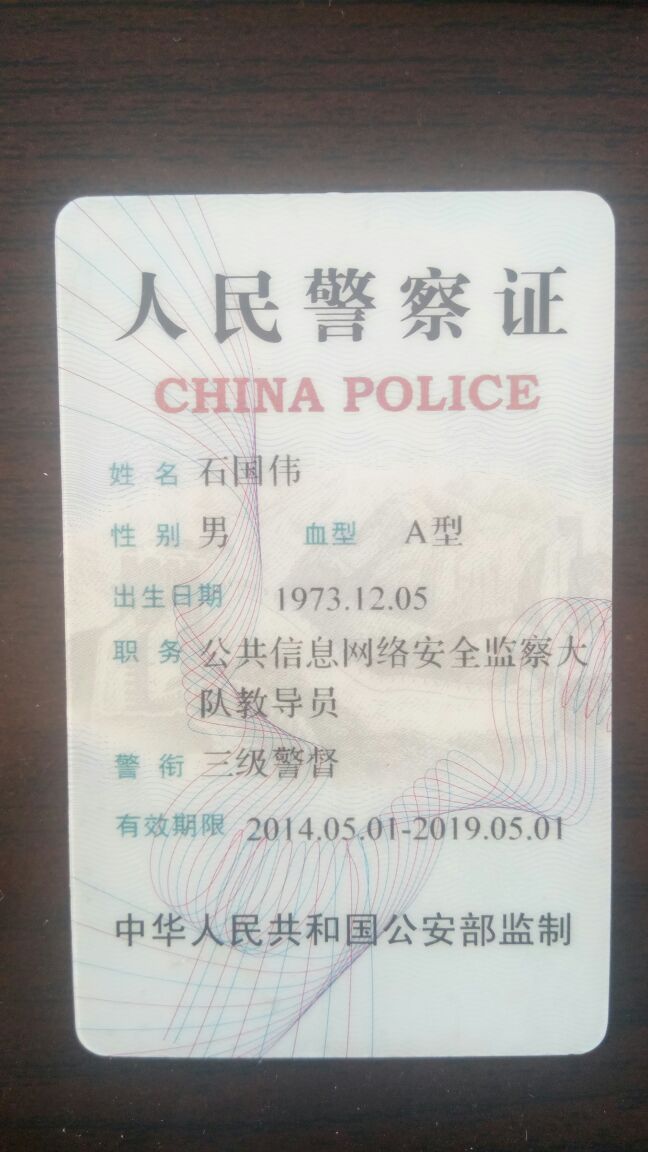 人民警察证
CHINA POLICE
姓 名 石国伟
性 别 男 血型 A型
出生日期 1973.12.05
职 务 公共信息网络安全监察大
队教导员
警 衔 三级警督
有效期限 2014.05.01-2019.05.01
中华人民共和国公安部监制